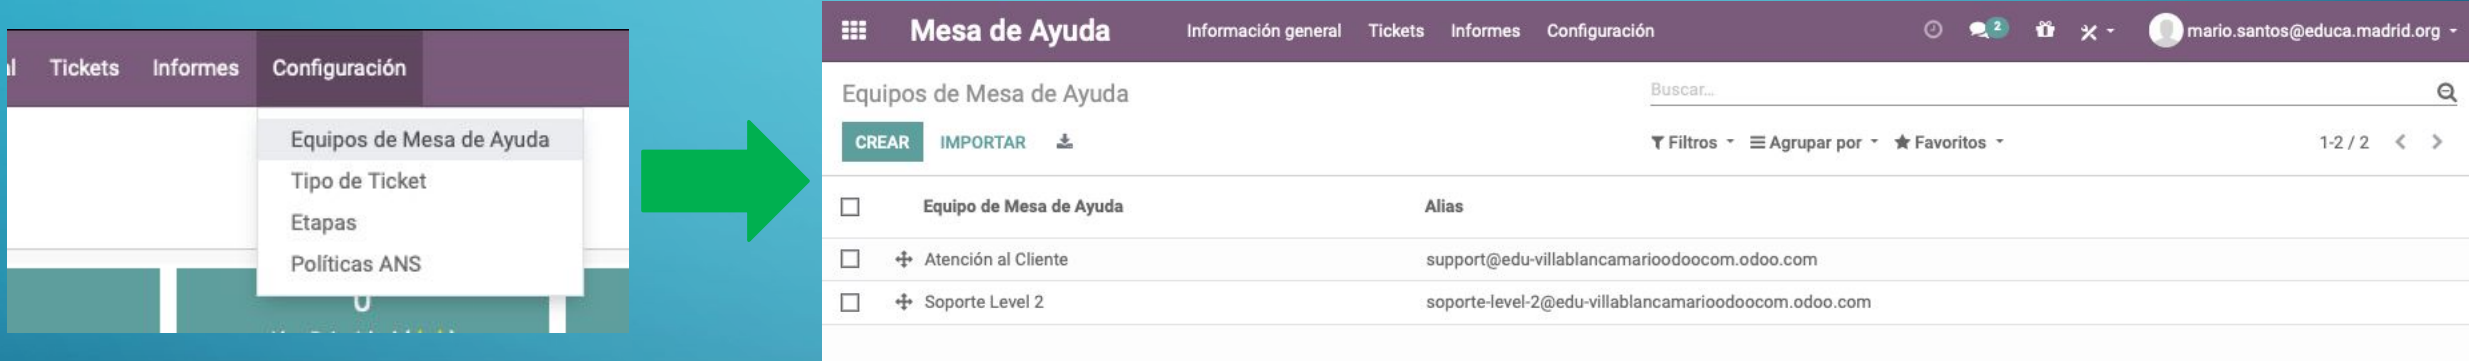 Tickets Informes Configuración
Equipos de Mesa de Ayuda
Tipo de Ticket
Etapas
Políticas ANS
Mesa de Ayuda Información general Tickets Informes Configuración 2 mario.santos@educa.madrid.org
Equipos de Mesa de Ayuda Buscar...
CREAR IMPORTAR Filtros Agrupar por Favoritos 1-2 / 2
Equipo de Mesa de Ayuda Alias
Atención al Cliente support@edu-villablancamarioodoocom.odoo.com
Soporte Level 2 soporte-level-2@edu-villablancamarioodoocom.odoo.com